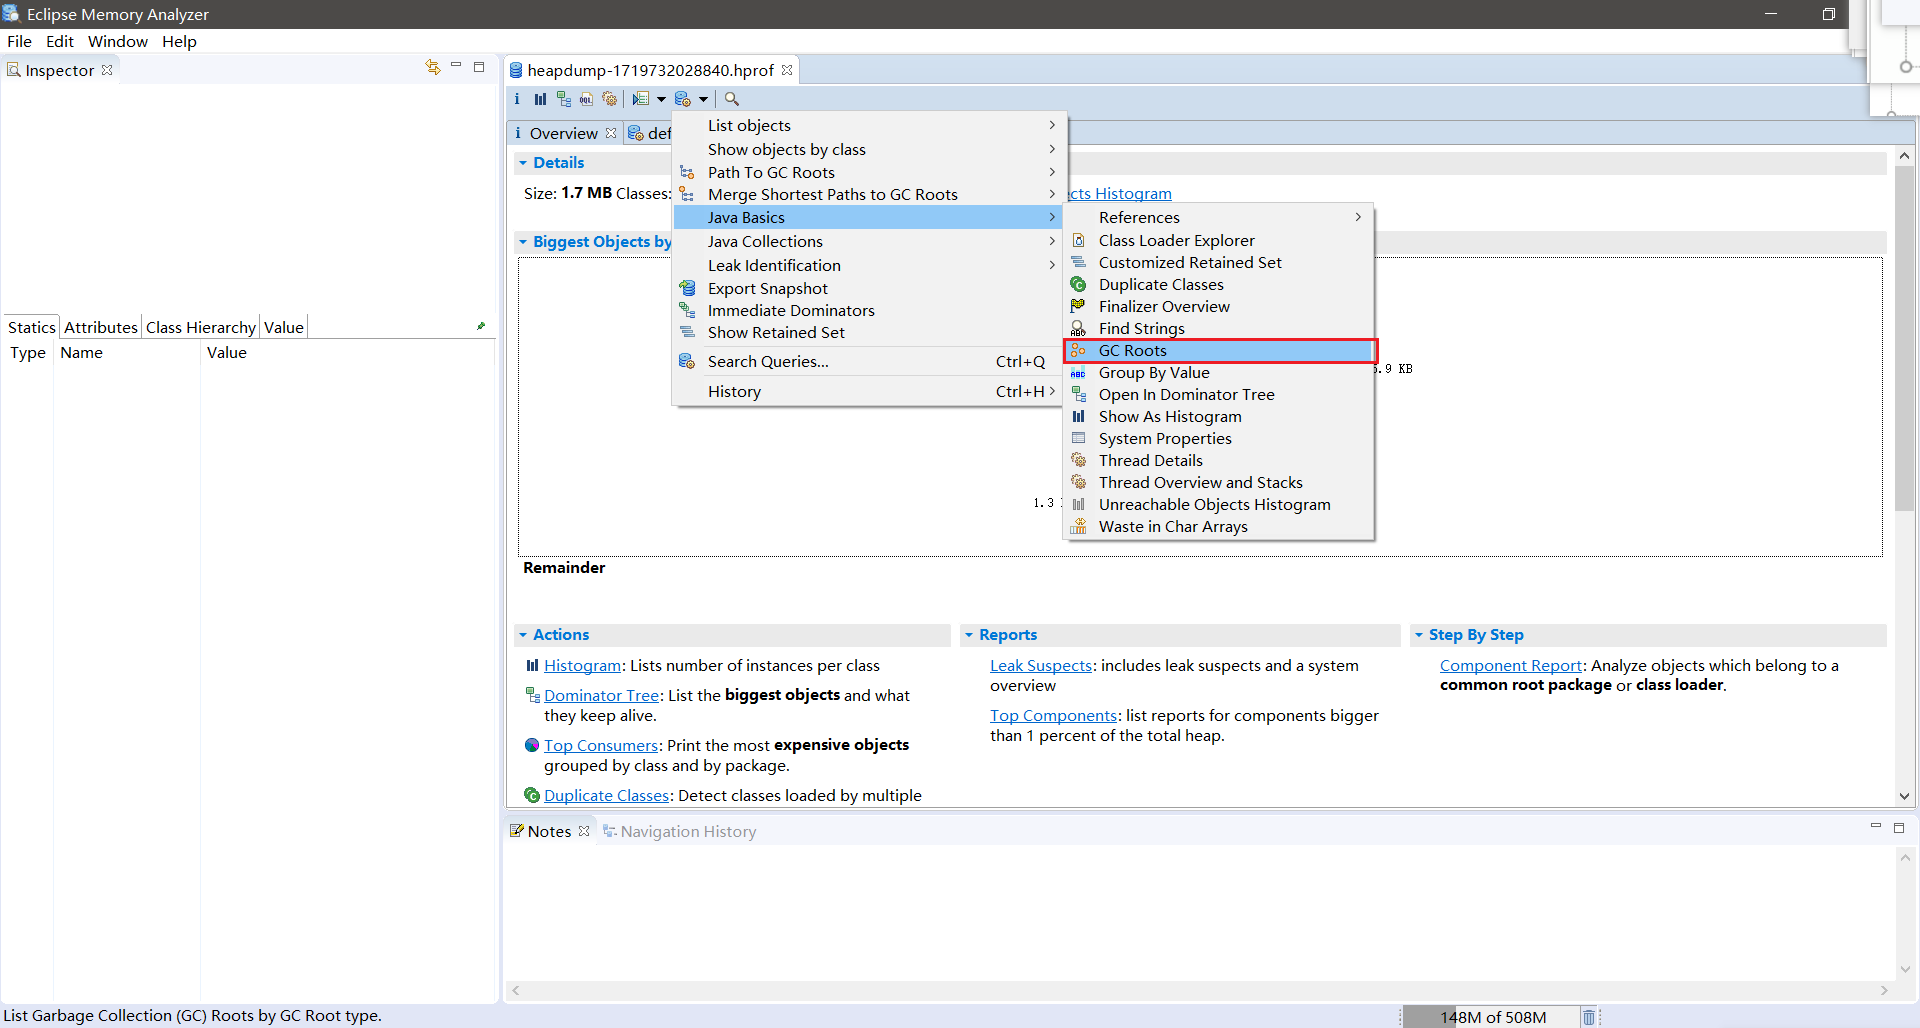 Eclipse Memory Analyzer
File Edit Window Help
Inspector
heapdump-1719732028840.hprof
i OQL
i Overview
List objects
Show objects by class
Path To GC Roots
Merge Shortest Paths to GC Roots
Java Basics
Java Collections
Leak Identification
Export Snapshot
Immediate Dominators
Show Retained Set
Search Queries... Ctrl+Q
History Ctrl+H
References
Class Loader Explorer
Customized Retained Set
Duplicate Classes
Finalizer Overview
Find Strings
GC Roots
Group By Value
Open In Dominator Tree
Show As Histogram
System Properties
Thread Details
Thread Overview and Stacks
Unreachable Objects Histogram
Waste in Char Arrays
Details
Size: 1.7 MB Classes: Histogram
Biggest Objects by
.9 KB
1.3
Remainder
Statics Attributes Class Hierarchy Value
Type Name Value
Actions
Histogram: Lists number of instances per class
Dominator Tree: List the biggest objects and what
they keep alive.
Top Consumers: Print the most expensive objects
grouped by class and by package.
Duplicate Classes: Detect classes loaded by multiple
Reports
Leak Suspects: includes leak suspects and a system
overview
Top Components: list reports for components bigger
than 1 percent of the total heap.
Step By Step
Component Report: Analyze objects which belong to a
common root package or class loader.
Notes Navigation History
List Garbage Collection (GC) Roots by GC Root type.
148M of 508M